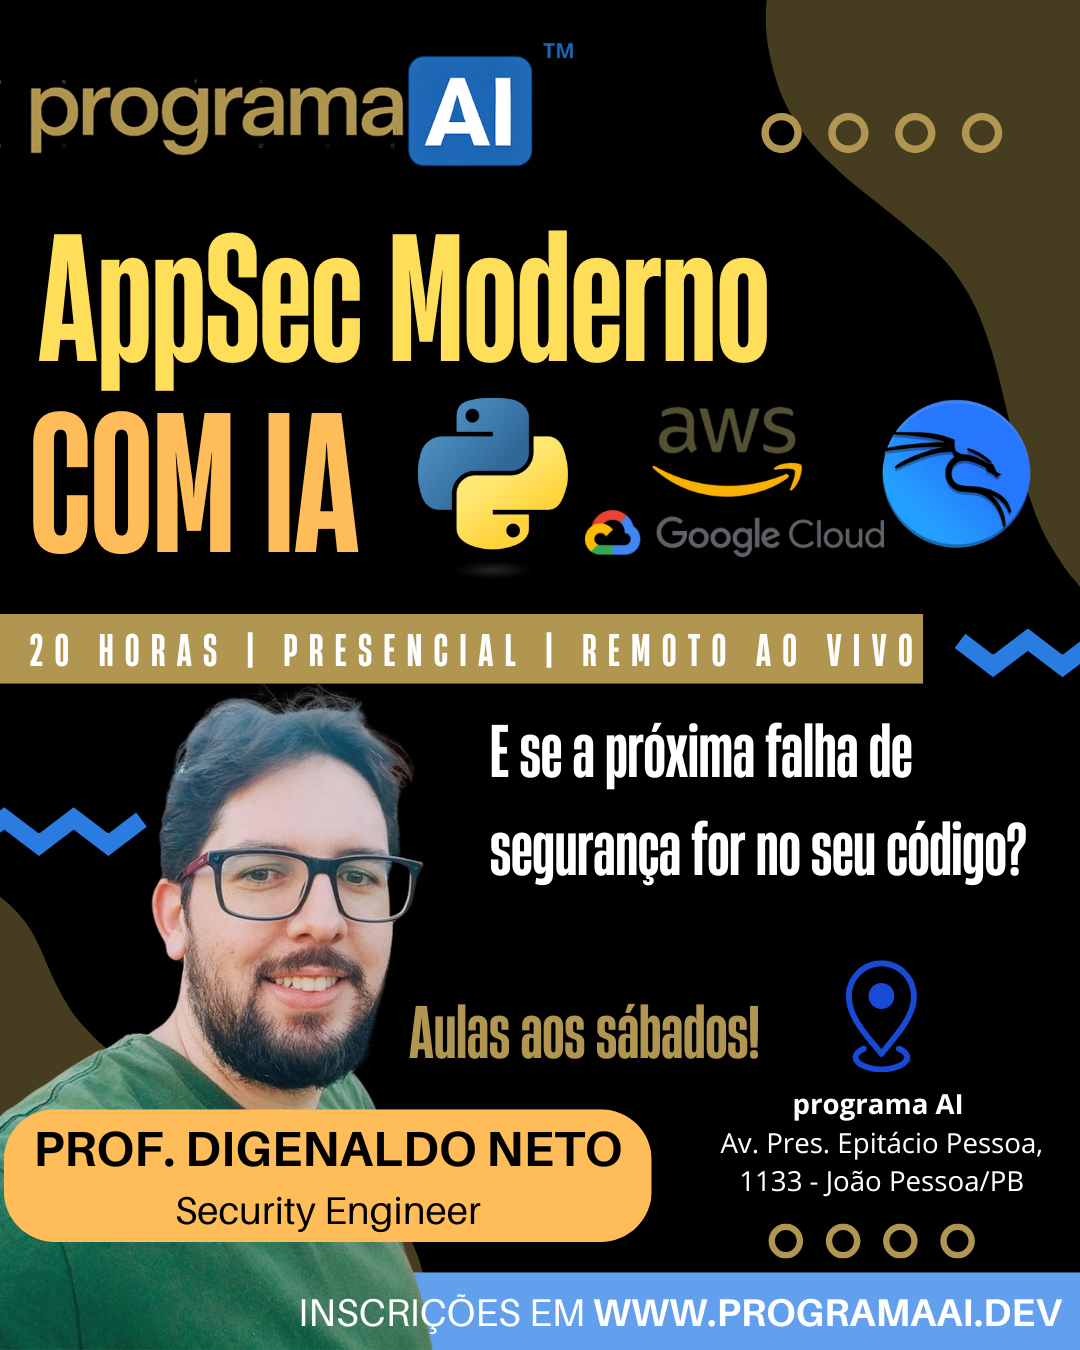 programa AI ™
AppSec Moderno
COM IA
aws
Google Cloud
20 HORAS | PRESENCIAL | REMOTO AO VIVO
E se a próxima falha de
segurança for no seu código?
Aulas aos sábados!
programa AI
Av. Pres. Epitácio Pessoa,
1133 - João Pessoa/PB
PROF. DIGENALDO NETO
Security Engineer
INSCRIÇÕES EM WWW.PROGRAMAAI.DEV